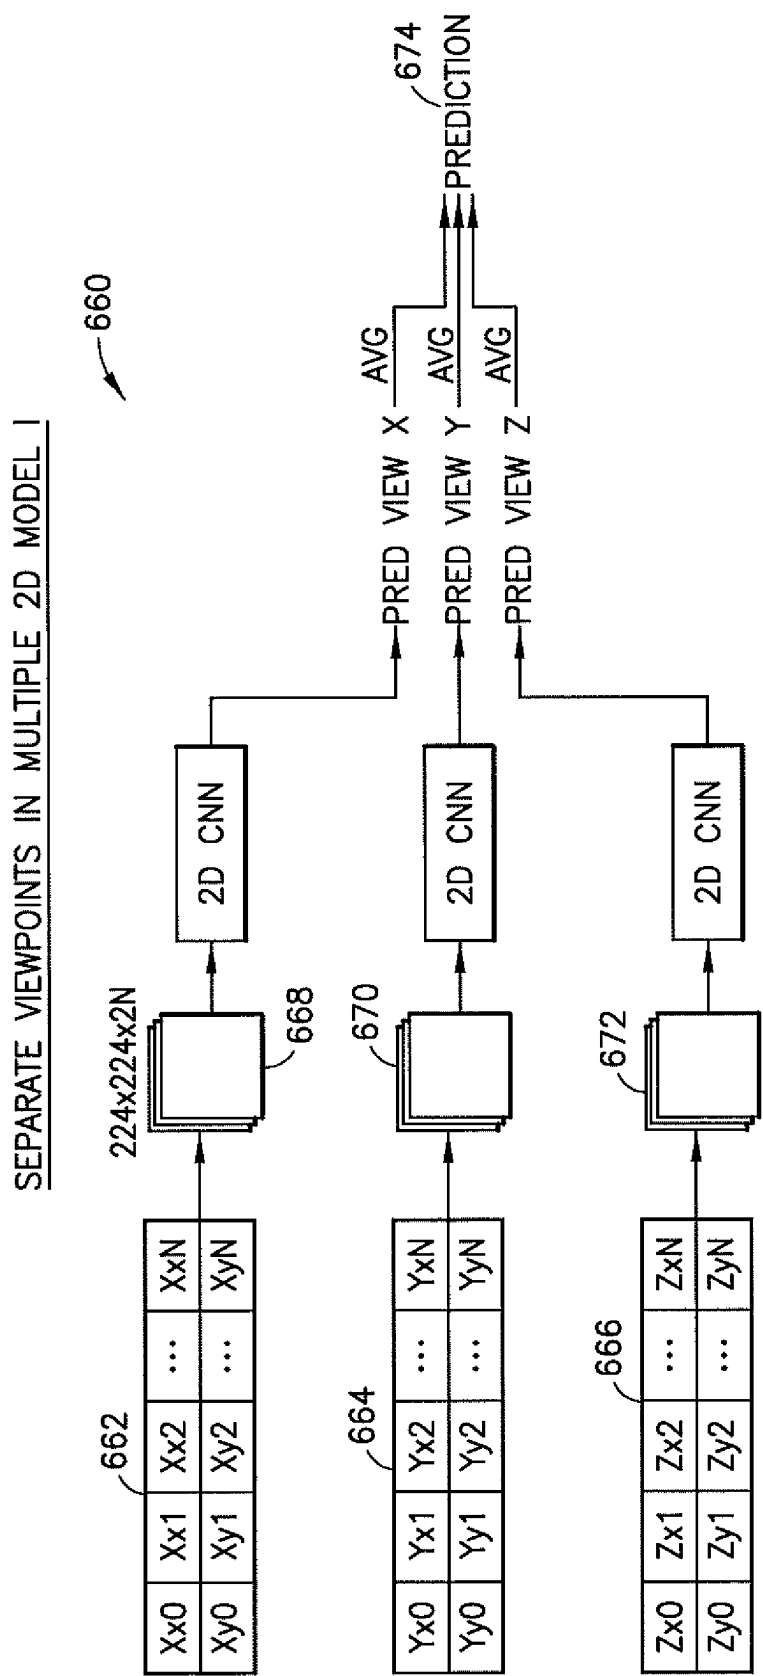 SEPARATE VIEWPOINTS IN MULTIPLE 2D MODEL I
660
662
Xx0 Xx1 Xx2 ... XxN
Xy0 Xy1 Xy2 ... XyN
224x224x2N
668
2D CNN
664
Yx0 Yx1 Yx2 ... YxN
Yy0 Yy1 Yy2 ... YyN
670
2D CNN
666
Zx0 Zx1 Zx2 ... ZxN
Zy0 Zy1 Zy2 ... ZyN
672
2D CNN
PRED VIEW X AVG
PRED VIEW Y AVG
PRED VIEW Z AVG
674
PREDICTION